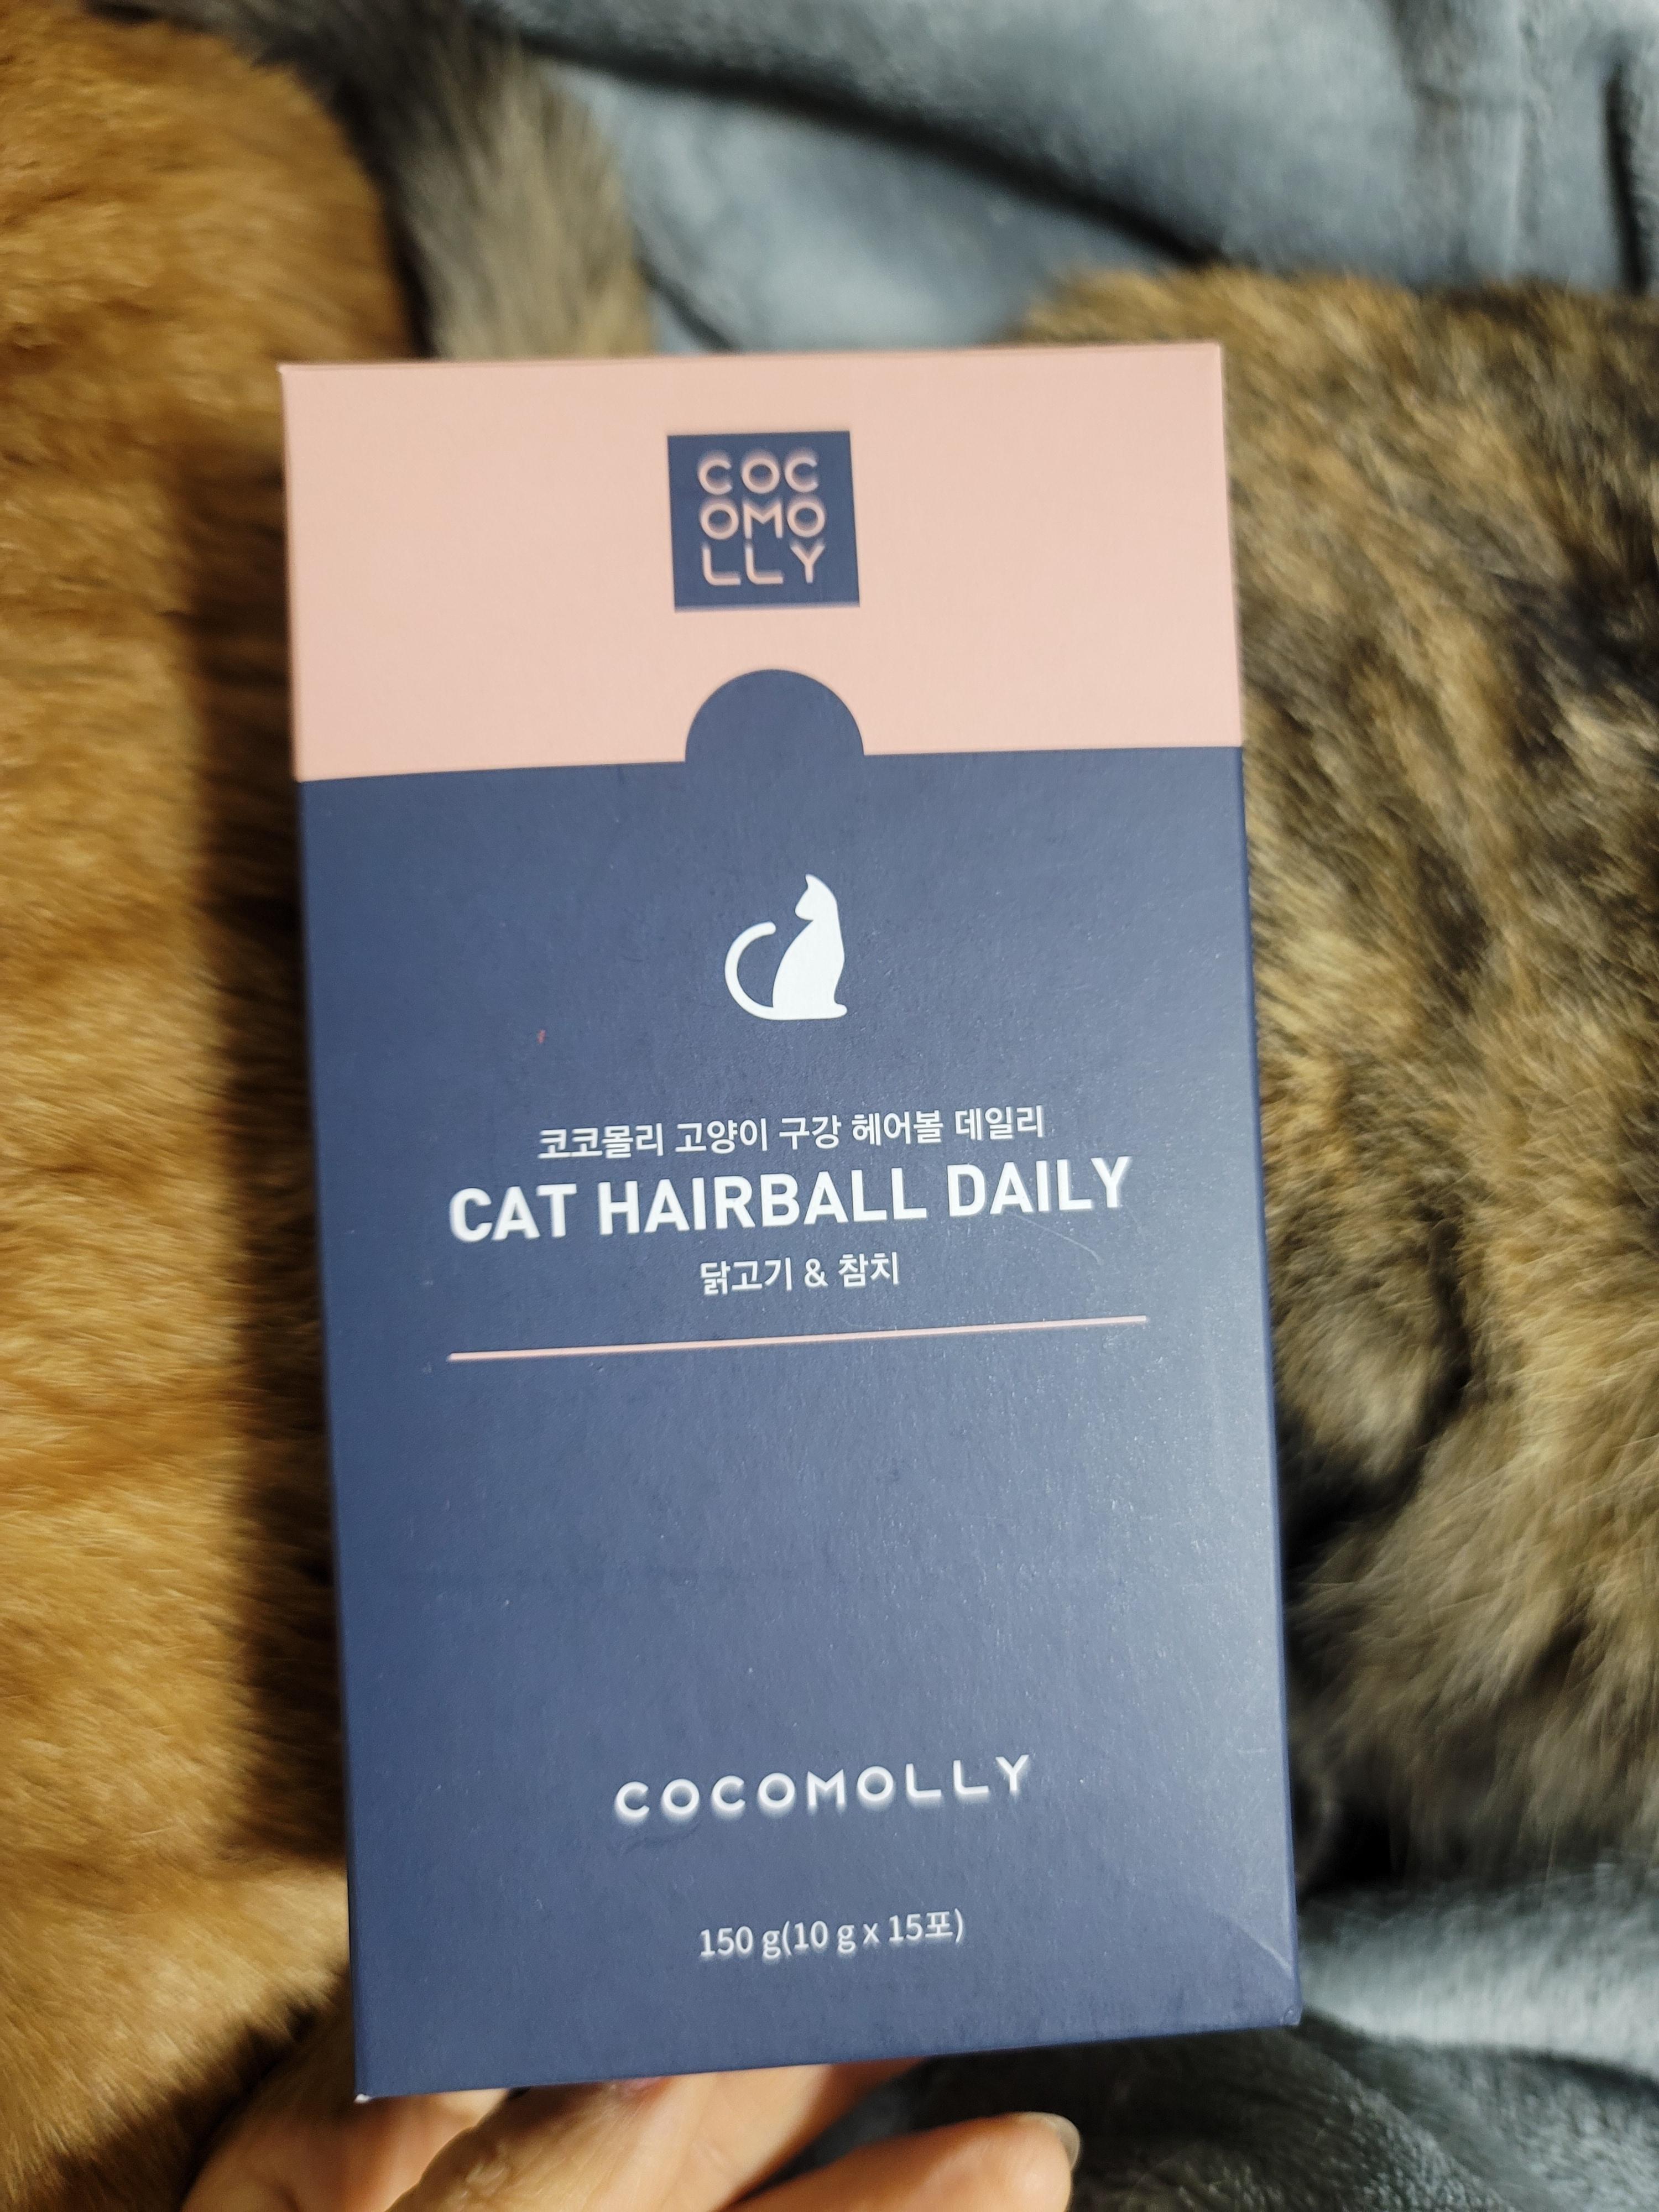 COC
OMO
LLY
코코몰리 고양이 구강 헤어볼 데일리
CAT HAIRBALL DAILY
닭고기 & 참치
COCOMOLLY
150 g(10 g x 15포)